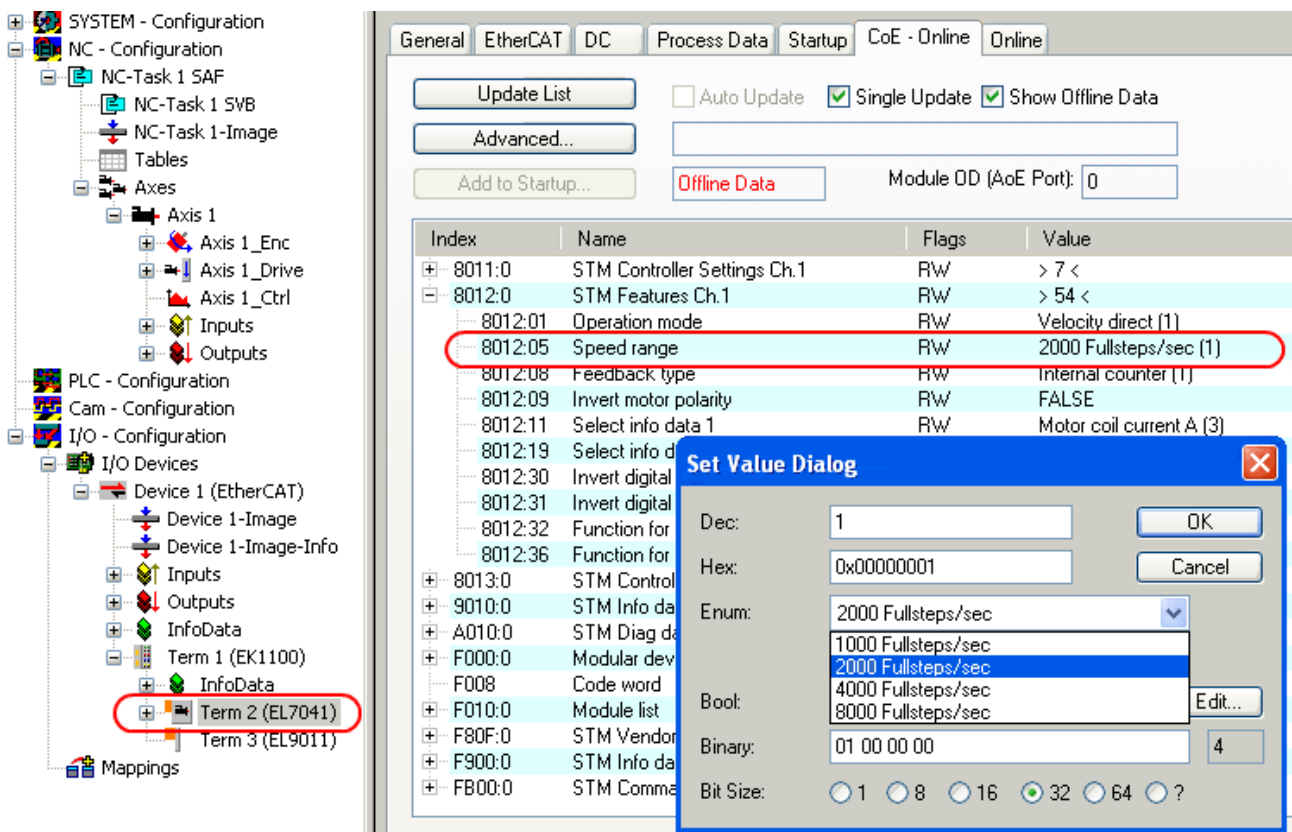 SYSTEM - Configuration
NC - Configuration
NC-Task 1 SAF
NC-Task 1 SVB
NC-Task 1-Image
Tables
Axes
Axis 1
Axis 1_Enc
Axis 1_Drive
Axis 1_Ctrl
Inputs
Outputs
PLC - Configuration
Cam - Configuration
I/O - Configuration
I/O Devices
Device 1 (EtherCAT)
Device 1-Image
Device 1-Image-Info
Inputs
Outputs
InfoData
Term 1 (EK1100)
InfoData
Term 2 (EL7041)
Term 3 (EL9011)
Mappings
General EtherCAT DC Process Data Startup CoE - Online Online
Update List Auto Update Single Update Show Offline Data
Advanced...
Add to Startup... Offline Data Module OD (AoE Port): 0
Index Name Flags Value
8011:0 STM Controller Settings Ch.1 RW > 7 <
8012:0 STM Features Ch.1 RW > 54 <
8012:01 Operation mode RW Velocity direct (1)
8012:05 Speed range RW 2000 Fullsteps/sec (1)
8012:08 Feedback type RW Internal counter (1)
8012:09 Invert motor polarity RW FALSE
8012:11 Select info data 1 RW Motor coil current A (3)
8012:19 Select info d
8012:30 Invert digital
8012:31 Invert digital
8012:32 Function for
8012:36 Function for
8013:0 STM Control
9010:0 STM Info da
A010:0 STM Diag da
F000:0 Modular dev
F008 Code word
F010:0 Module list
F80F:0 STM Vendor
F900:0 STM Info da
FB00:0 STM Comma
Set Value Dialog
Dec: 1 OK
Hex: 0x00000001 Cancel
Enum: 2000 Fullsteps/sec
1000 Fullsteps/sec
2000 Fullsteps/sec
4000 Fullsteps/sec
8000 Fullsteps/sec
Bool: Edit...
Binary: 01 00 00 00 4
Bit Size: 1 8 16 32 64 ?